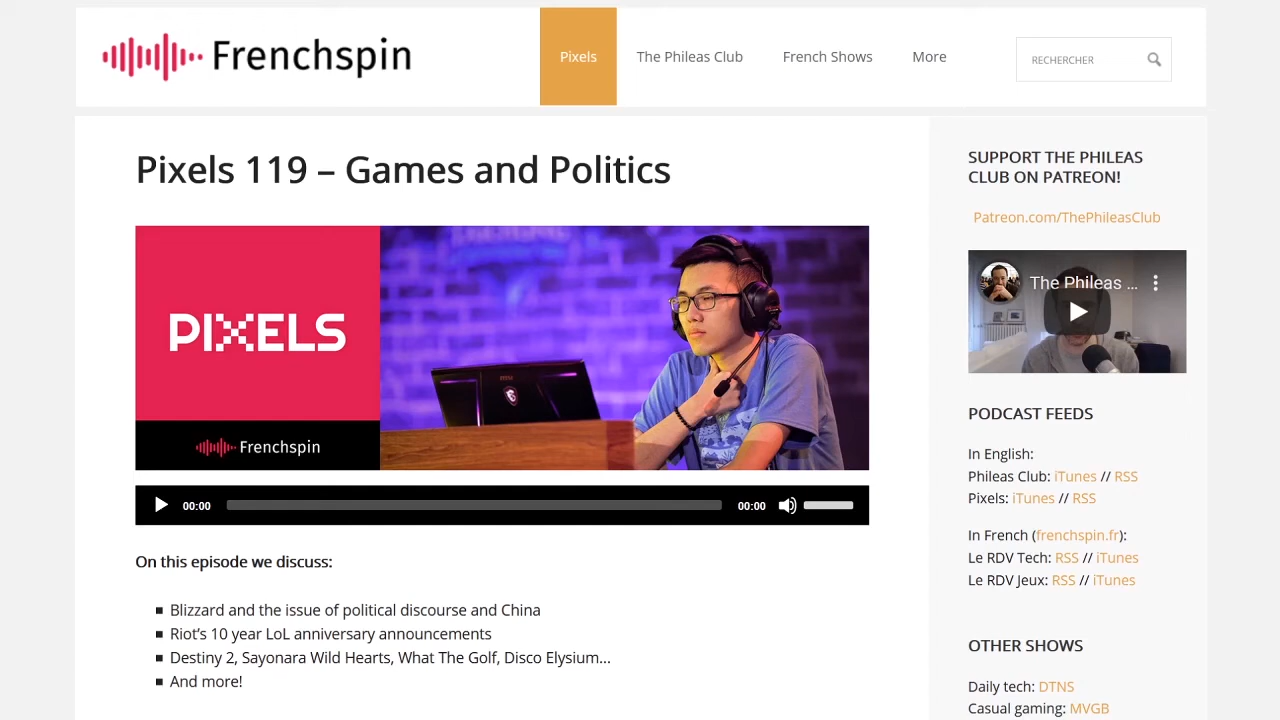 Frenchspin
Pixels
The Phileas Club
French Shows
More
RECHERCHER
Pixels 119 – Games and Politics
PIXELS
Frenchspin
msi
00:00
00:00
On this episode we discuss:
Blizzard and the issue of political discourse and China
Riot's 10 year LoL anniversary announcements
Destiny 2, Sayonara Wild Hearts, What The Golf, Disco Elysium…
And more!
SUPPORT THE PHILEAS
CLUB ON PATREON!
Patreon.com/ThePhileasClub
The Phileas ...
PODCAST FEEDS
In English:
Phileas Club: iTunes // RSS
Pixels: iTunes // RSS
In French (frenchspin.fr):
Le RDV Tech: RSS // iTunes
Le RDV Jeux: RSS // iTunes
OTHER SHOWS
Daily tech: DTNS
Casual gaming: MVGB